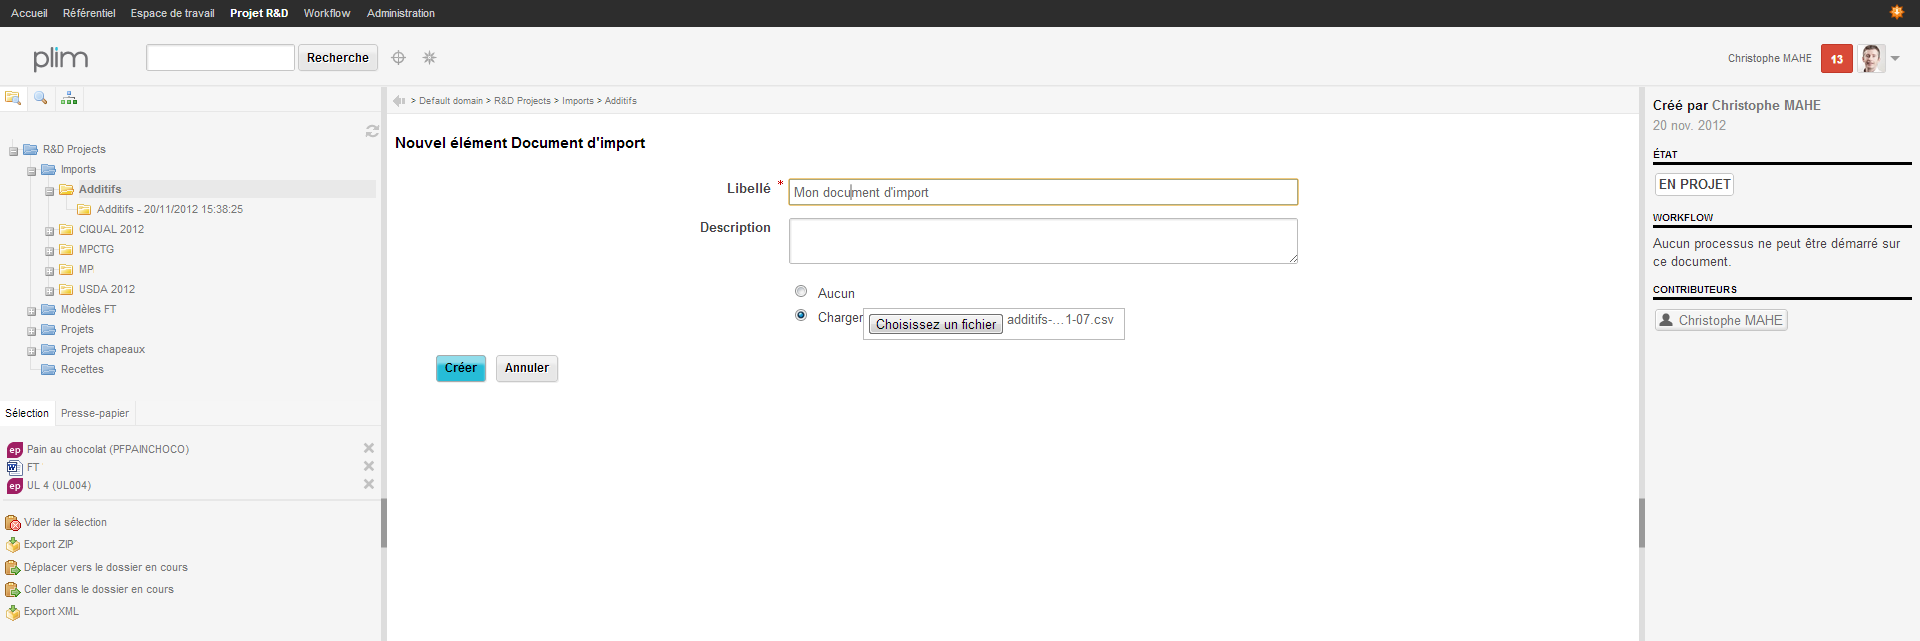 Accueil Référentiel Espace de travail Projet R&D Workflow Administration
plim
Recherche
Christophe MAHE
13
> Default domain > R&D Projects > Imports > Additifs
R&D Projects
Imports
Additifs
Additifs - 20/11/2012 15:38:25
CIQUAL 2012
MPCTG
MP
USDA 2012
Modèles FT
Projets
Projets chapeaux
Recettes
Sélection Presse-papier
ep Pain au chocolat (PFPAINCHOCO)
FT
ep UL 4 (UL004)
Vider la sélection
Export ZIP
Déplacer vers le dossier en cours
Coller dans le dossier en cours
Export XML
Nouvel élément Document d'import
Libellé * Mon document d'import
Description
Aucun
Charger Choisissez un fichier additifs-...1-07.csv
Créer Annuler
Créé par Christophe MAHE
20 nov. 2012
ÉTAT
EN PROJET
WORKFLOW
Aucun processus ne peut être démarré sur
ce document.
CONTRIBUTEURS
Christophe MAHE